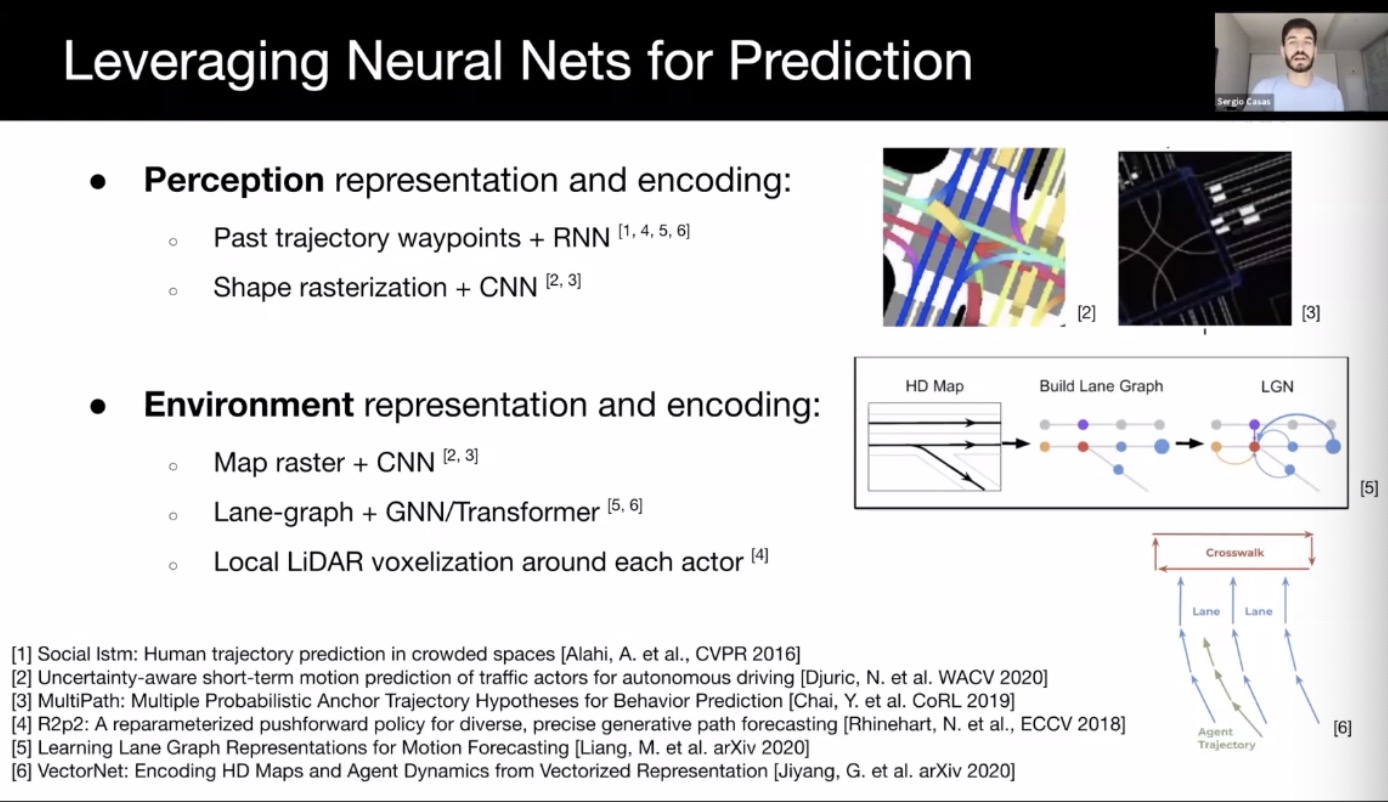 Leveraging Neural Nets for Prediction
Sergio Casas
● Perception representation and encoding:
○ Past trajectory waypoints + RNN [1, 4, 5, 6]
○ Shape rasterization + CNN [2, 3]
[2]
[3]
● Environment representation and encoding:
○ Map raster + CNN [2, 3]
○ Lane-graph + GNN/Transformer [5, 6]
○ Local LiDAR voxelization around each actor [4]
HD Map
Build Lane Graph
LGN
[5]
Crosswalk
Lane
Lane
Agent
Trajectory
[6]
[1] Social lstm: Human trajectory prediction in crowded spaces [Alahi, A. et al., CVPR 2016]
[2] Uncertainty-aware short-term motion prediction of traffic actors for autonomous driving [Djuric, N. et al. WACV 2020]
[3] MultiPath: Multiple Probabilistic Anchor Trajectory Hypotheses for Behavior Prediction [Chai, Y. et al. CoRL 2019]
[4] R2p2: A reparameterized pushforward policy for diverse, precise generative path forecasting [Rhinehart, N. et al., ECCV 2018]
[5] Learning Lane Graph Representations for Motion Forecasting [Liang, M. et al. arXiv 2020]
[6] VectorNet: Encoding HD Maps and Agent Dynamics from Vectorized Representation [Jiyang, G. et al. arXiv 2020]